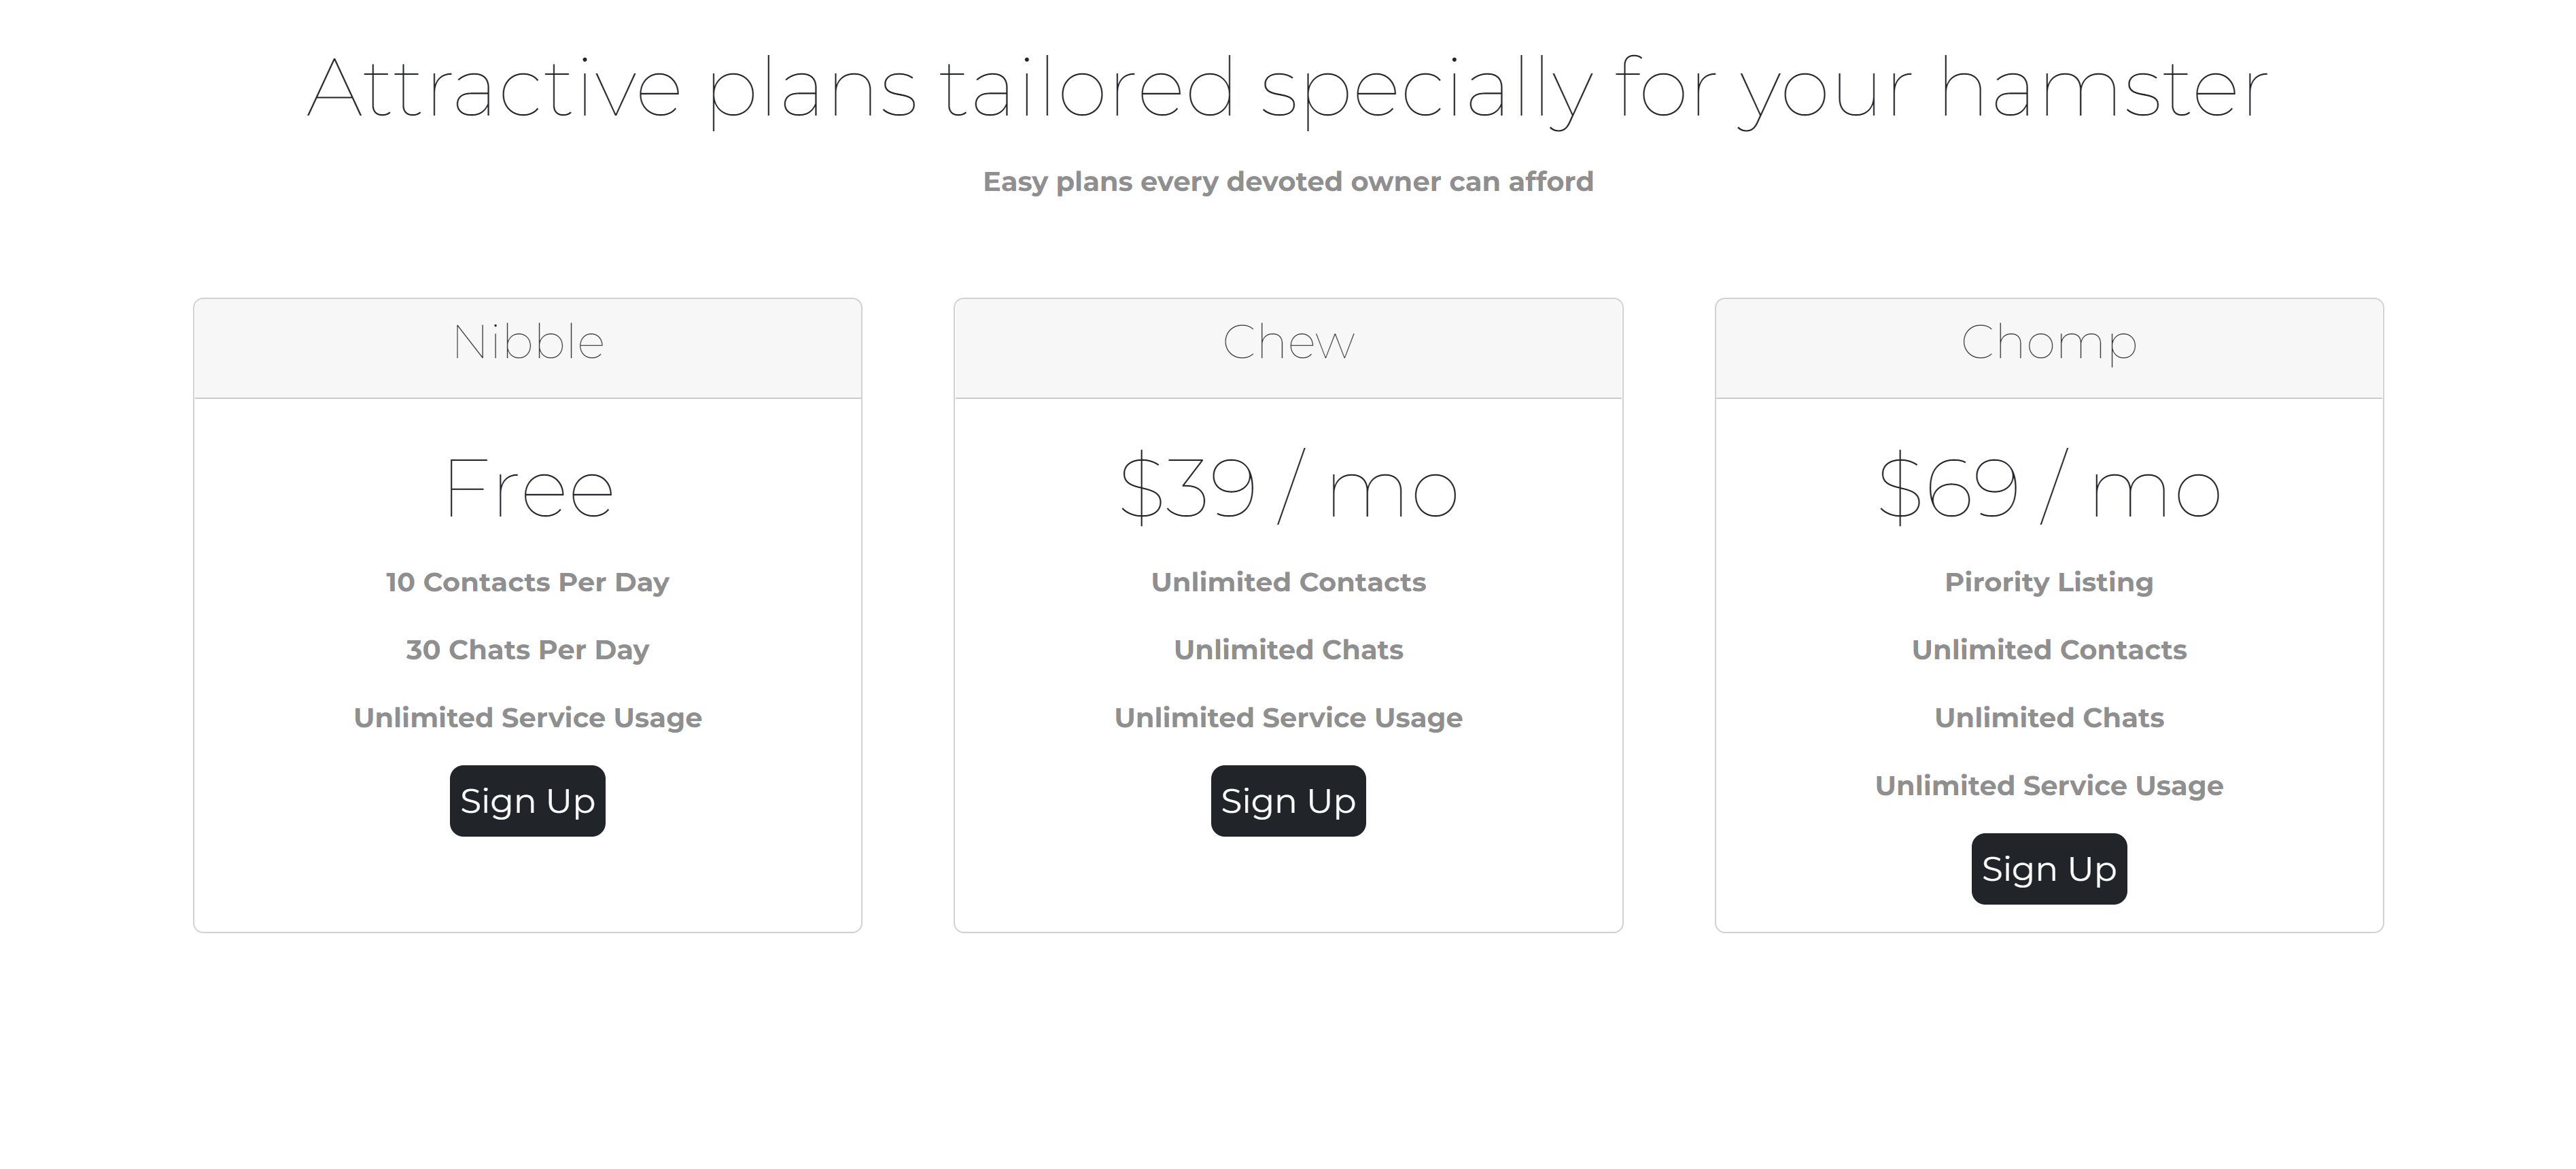 Attractive plans tailored specially for your hamster
Easy plans every devoted owner can afford
Nibble
Free
10 Contacts Per Day
30 Chats Per Day
Unlimited Service Usage
Sign Up
Chew
$39 / mo
Unlimited Contacts
Unlimited Chats
Unlimited Service Usage
Sign Up
Chomp
$69 / mo
Pirority Listing
Unlimited Contacts
Unlimited Chats
Unlimited Service Usage
Sign Up